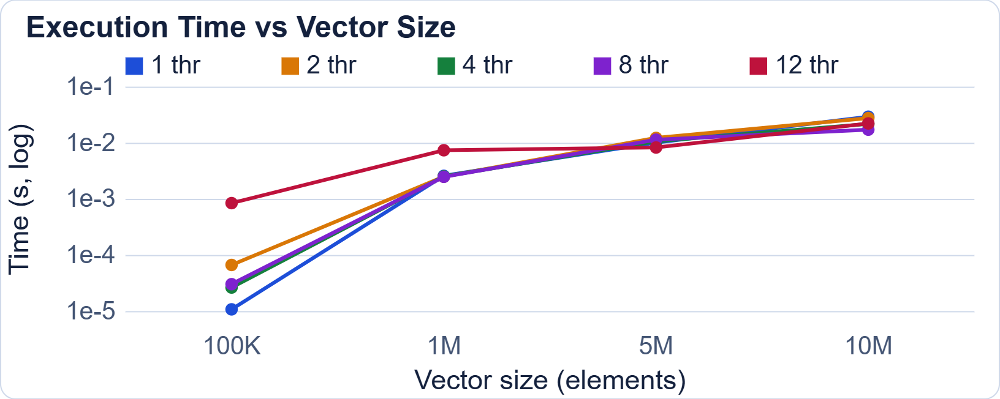 Execution Time vs Vector Size
1 thr 2 thr 4 thr 8 thr 12 thr
1e-1
1e-2
1e-3
1e-4
1e-5
Time (s, log)
100K 1M 5M 10M
Vector size (elements)